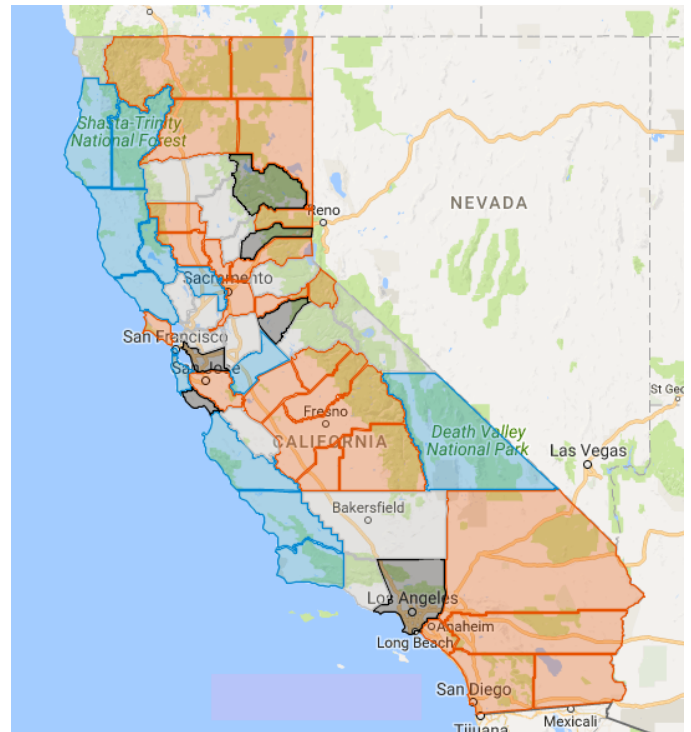 Shasta-Trinity
National Forest
Reno
NEVADA
Sacramento
San Francisco
San Jose
St Geo
Fresno
CALIFORNIA
Death Valley
National Park
Las Vegas
Bakersfield
Los Angeles
Anaheim
Long Beach
San Diego
Mexicali
Tijuana